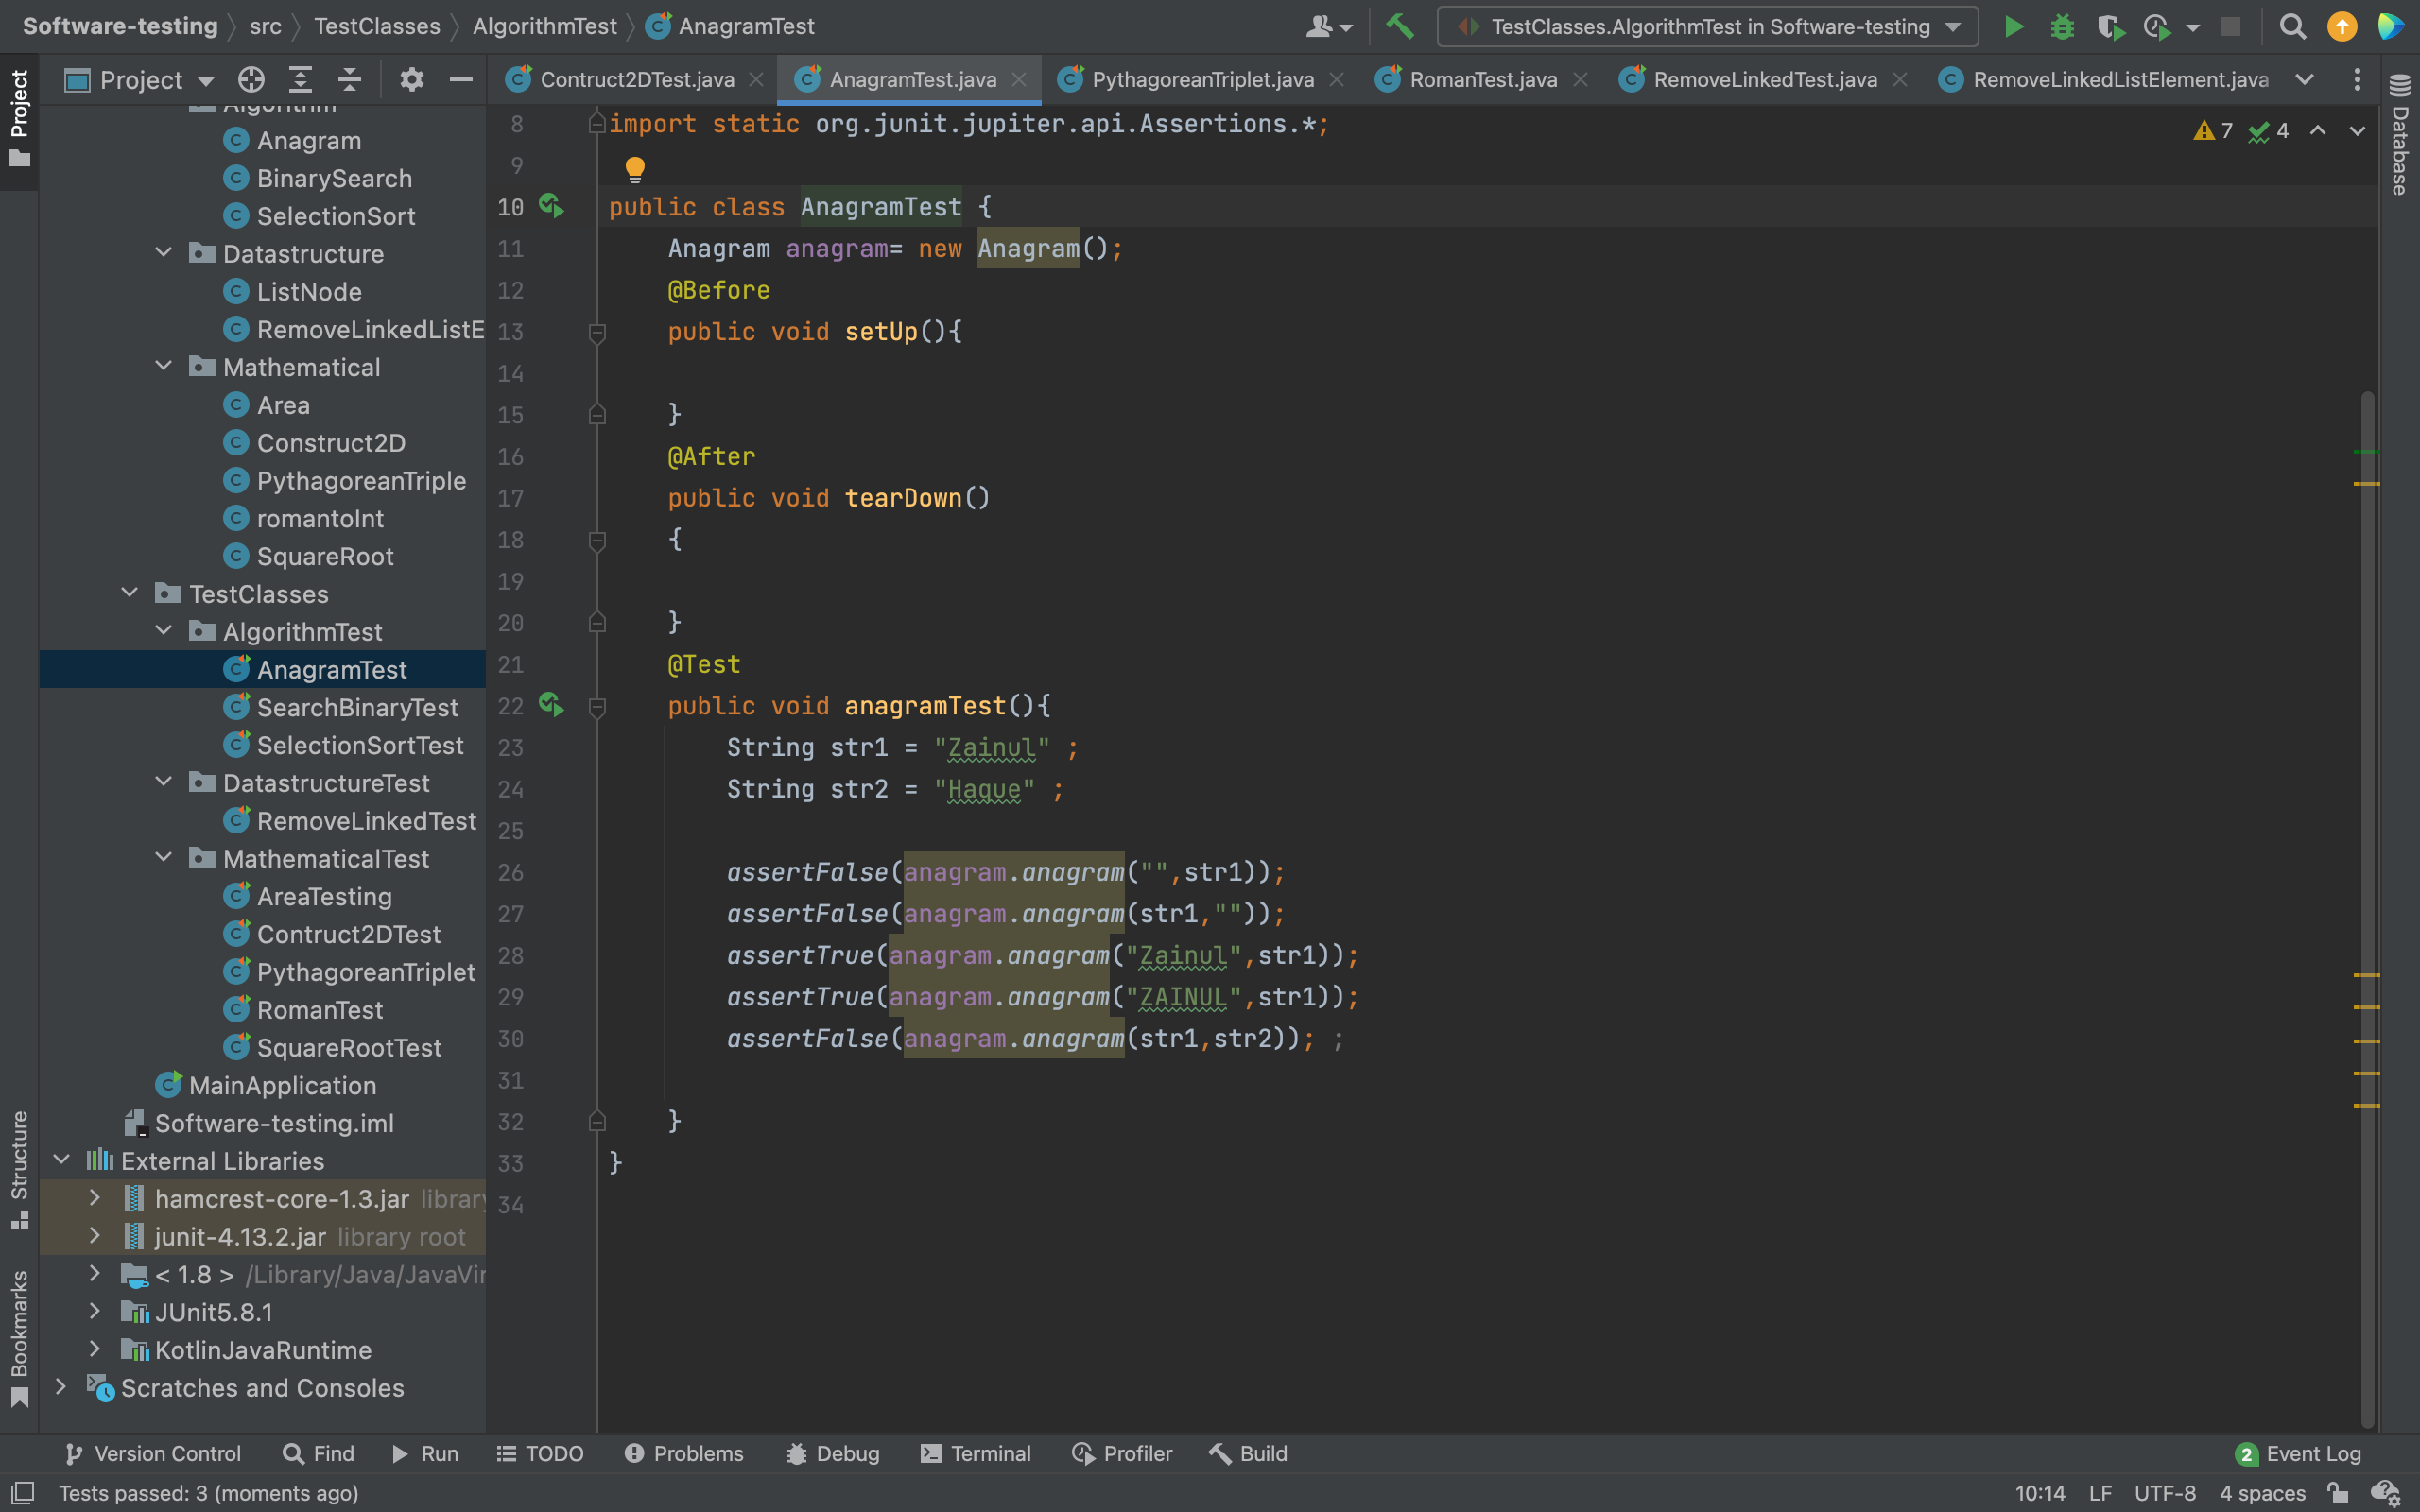 Software-testing src TestClasses AlgorithmTest AnagramTest TestClasses.AlgorithmTest in Software-testing
Project
Project
Contruct2DTest.java AnagramTest.java PythagoreanTriplet.java RomanTest.java RemoveLinkedTest.java RemoveLinkedListElement.java
Database
Algorithm
Anagram
BinarySearch
SelectionSort
Datastructure
ListNode
RemoveLinkedListE
Mathematical
Area
Construct2D
PythagoreanTriple
romantoInt
SquareRoot
TestClasses
AlgorithmTest
AnagramTest
SearchBinaryTest
SelectionSortTest
DatastructureTest
RemoveLinkedTest
MathematicalTest
AreaTesting
Contruct2DTest
PythagoreanTriplet
RomanTest
SquareRootTest
MainApplication
Software-testing.iml
External Libraries
hamcrest-core-1.3.jar library
junit-4.13.2.jar library root
< 1.8 > /Library/Java/JavaVir
JUnit5.8.1
KotlinJavaRuntime
Scratches and Consoles
Structure
Bookmarks
8 import static org.junit.jupiter.api.Assertions.*;
7 4
9
10 public class AnagramTest {
11 Anagram anagram= new Anagram();
12 @Before
13 public void setUp(){
14
15 }
16 @After
17 public void tearDown()
18 {
19
20 }
21 @Test
22 public void anagramTest(){
23 String str1 = "Zainul" ;
24 String str2 = "Haque" ;
25
26 assertFalse(anagram.anagram("",str1));
27 assertFalse(anagram.anagram(str1,""));
28 assertTrue(anagram.anagram("Zainul",str1));
29 assertTrue(anagram.anagram("ZAINUL",str1));
30 assertFalse(anagram.anagram(str1,str2)); ;
31
32 }
33 }
34
Version Control Find Run TODO Problems Debug Terminal Profiler Build 2 Event Log
Tests passed: 3 (moments ago) 10:14 LF UTF-8 4 spaces